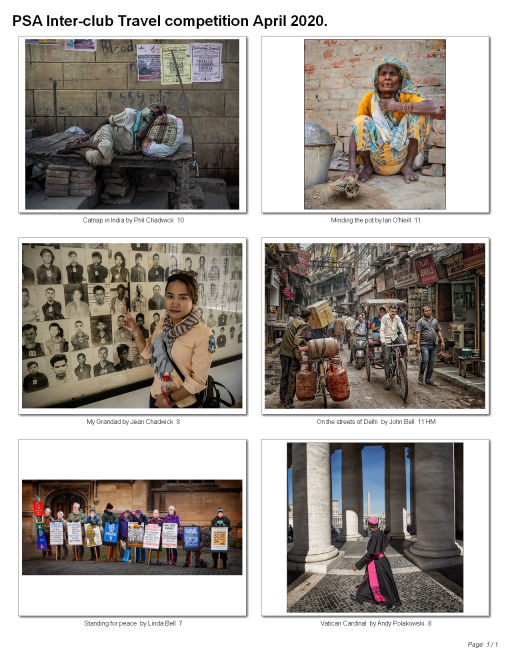 PSA Inter-club Travel competition April 2020.
Catnap in India by Phil Chadwick 10
Minding the pot by Ian O'Neill 11
My Grandad by Jean Chadwick 8
On the streets of Delhi by John Bell 11 HM
Standing for peace by Linda Bell 7
Vatican Cardinal by Andy Polakowski 8
Page: 1 / 1